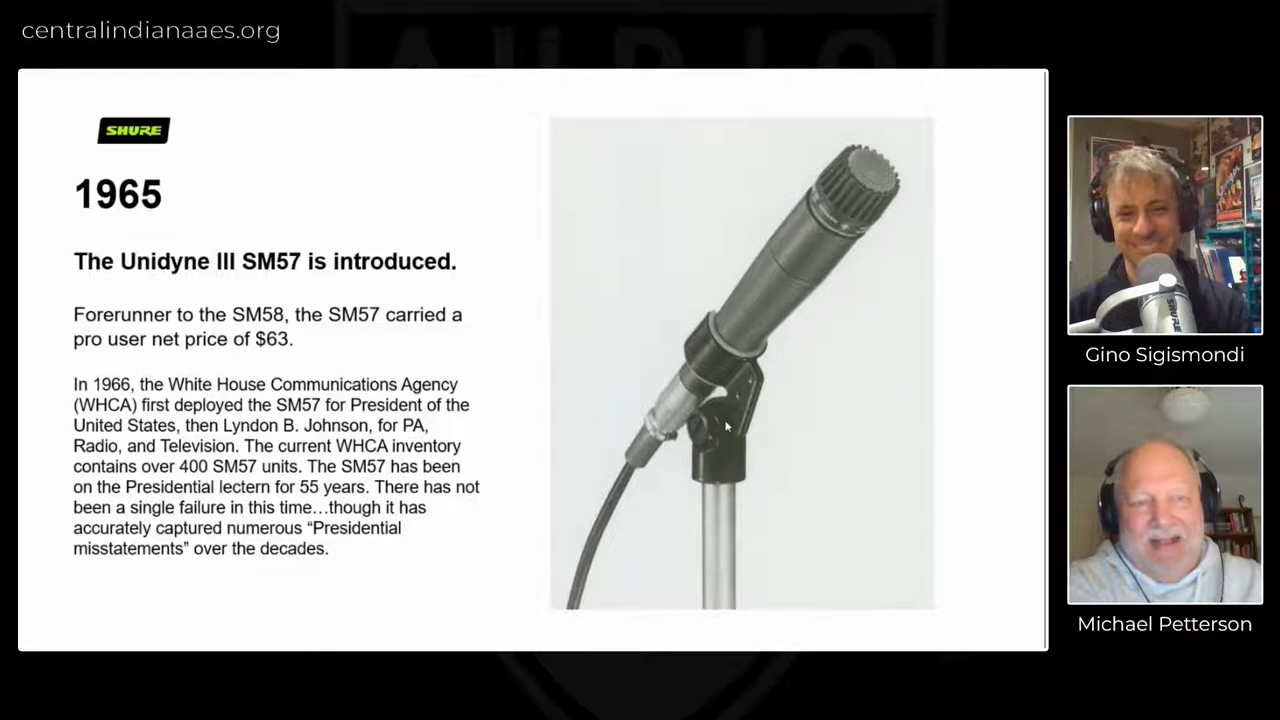 centralindianaaes.org
AUDIO
SHURE
1965
The Unidyne III SM57 is introduced.
Forerunner to the SM58, the SM57 carried a
pro user net price of $63.
In 1966, the White House Communications Agency
(WHCA) first deployed the SM57 for President of the
United States, then Lyndon B. Johnson, for PA,
Radio, and Television. The current WHCA inventory
contains over 400 SM57 units. The SM57 has been
on the Presidential lectern for 55 years. There has not
been a single failure in this time…though it has
accurately captured numerous “Presidential
misstatements” over the decades.
SHURE
Gino Sigismondi
Michael Petterson